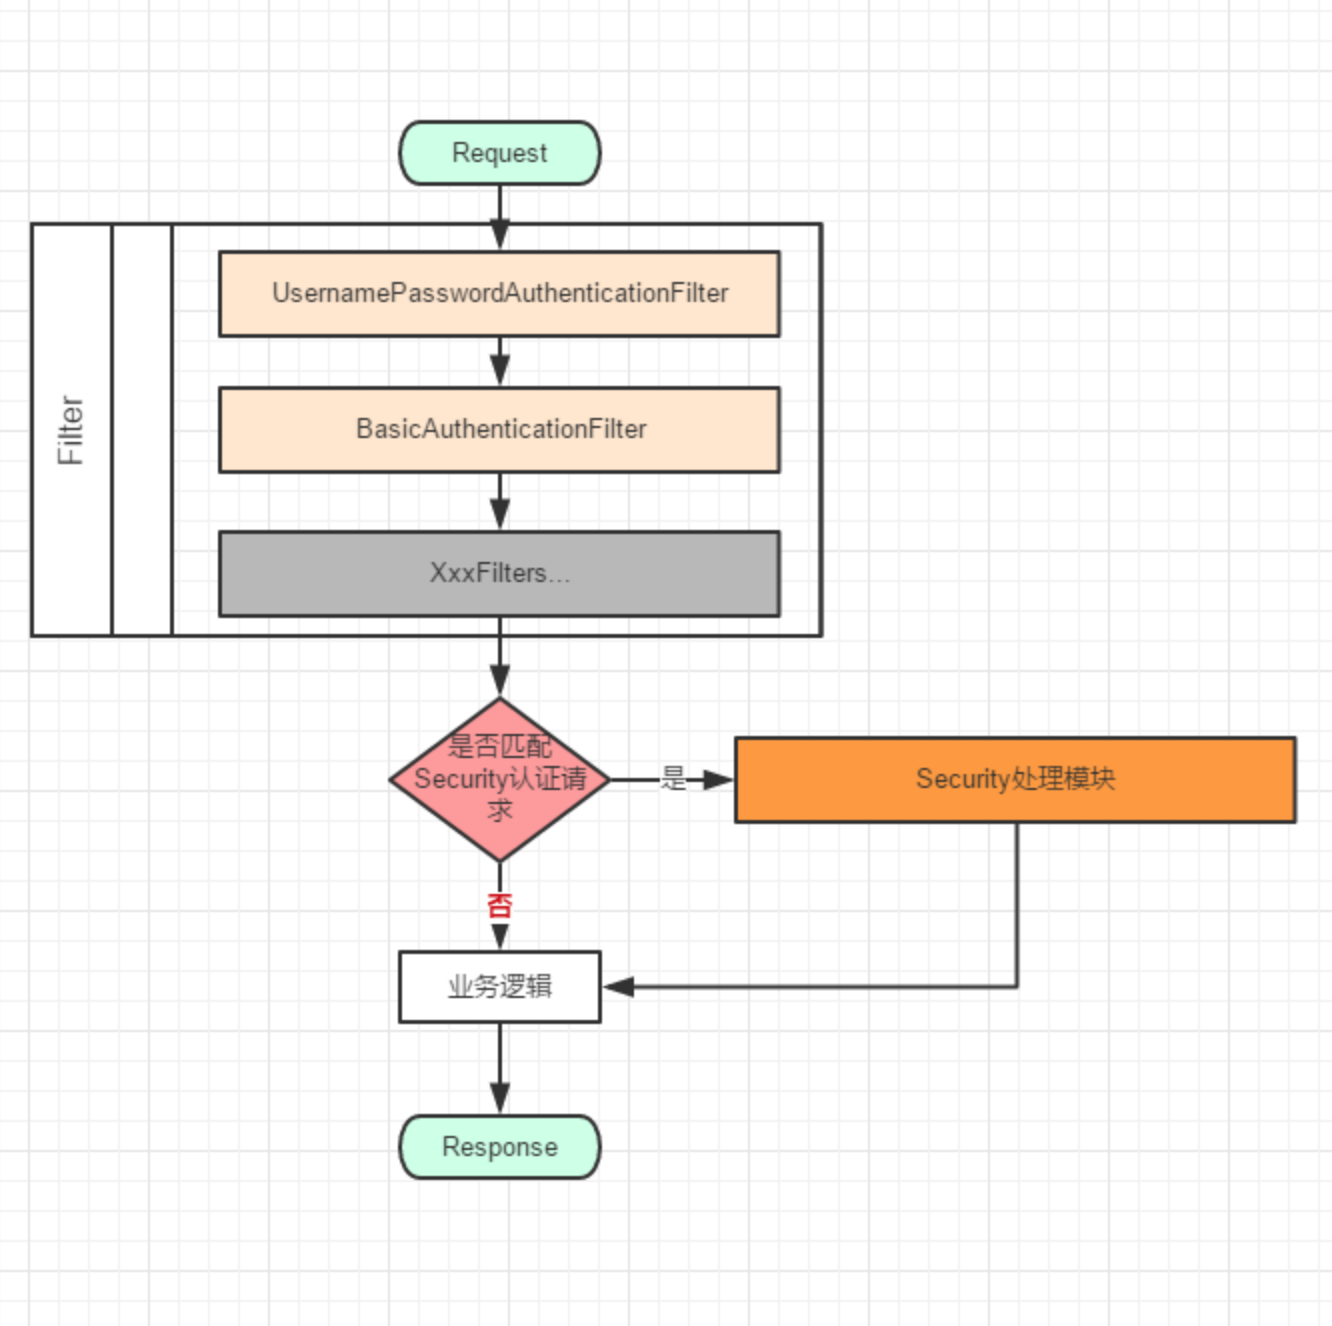 Request
Filter
UsernamePasswordAuthenticationFilter
BasicAuthenticationFilter
XxxFilters...
是否匹配
Security认证请
求
是
Security处理模块
否
业务逻辑
Response